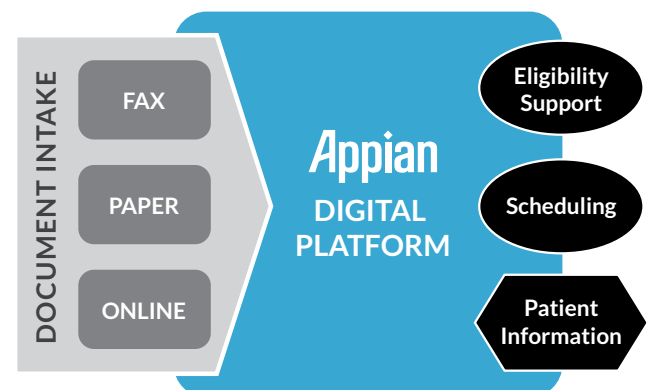 DOCUMENT INTAKE
FAX
PAPER
ONLINE
Appian
DIGITAL
PLATFORM
Eligibility
Support
Scheduling
Patient
Information